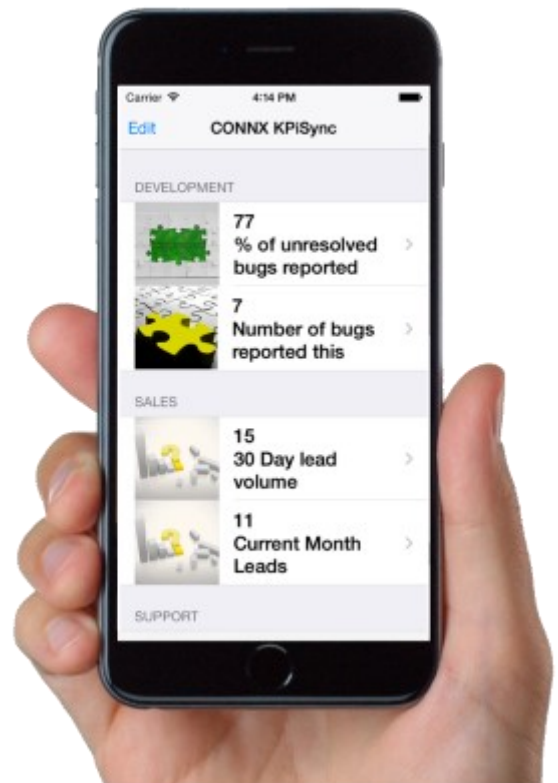 Carrier 4:14 PM
Edit CONNX KPiSync
DEVELOPMENT
77
% of unresolved
bugs reported
7
Number of bugs
reported this
SALES
15
30 Day lead
volume
11
Current Month
Leads
SUPPORT